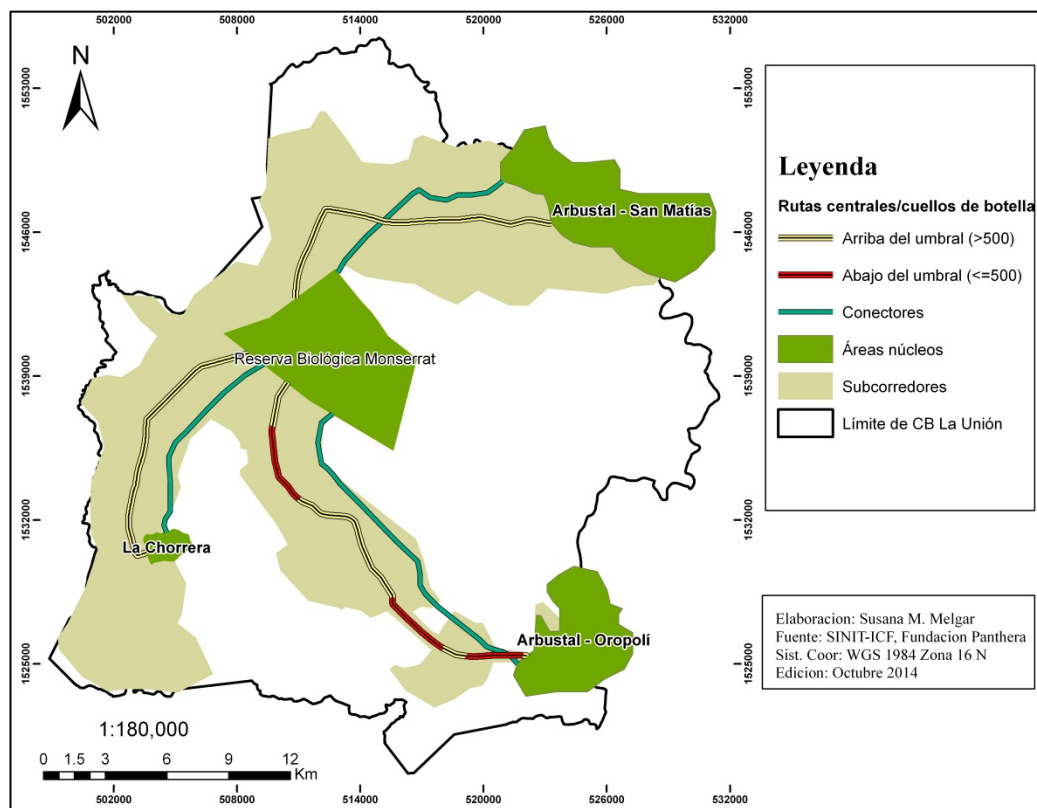 502000 508000 514000 520000 526000 532000
N
1553000 1553000
1546000 1546000
1539000 1539000
1532000 1532000
1525000 1525000
Arbustal - San Matías
Reserva Biológica Monserrat
La Chorrera
Arbustal - Oropolí
1:180,000
0 1.5 3 6 9 12
Km
502000 508000 514000 520000 526000 532000
Leyenda
Rutas centrales/cuellos de botella
Arriba del umbral (>500)
Abajo del umbral (<=500)
Conectores
Áreas núcleos
Subcorredores
Límite de CB La Unión
Elaboracion: Susana M. Melgar
Fuente: SINIT-ICF, Fundacion Panthera
Sist. Coor: WGS 1984 Zona 16 N
Edicion: Octubre 2014